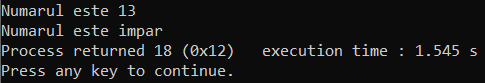 Numarul este 13
Numarul este impar
Process returned 18 (0x12)   execution time : 1.545 s
Press any key to continue.